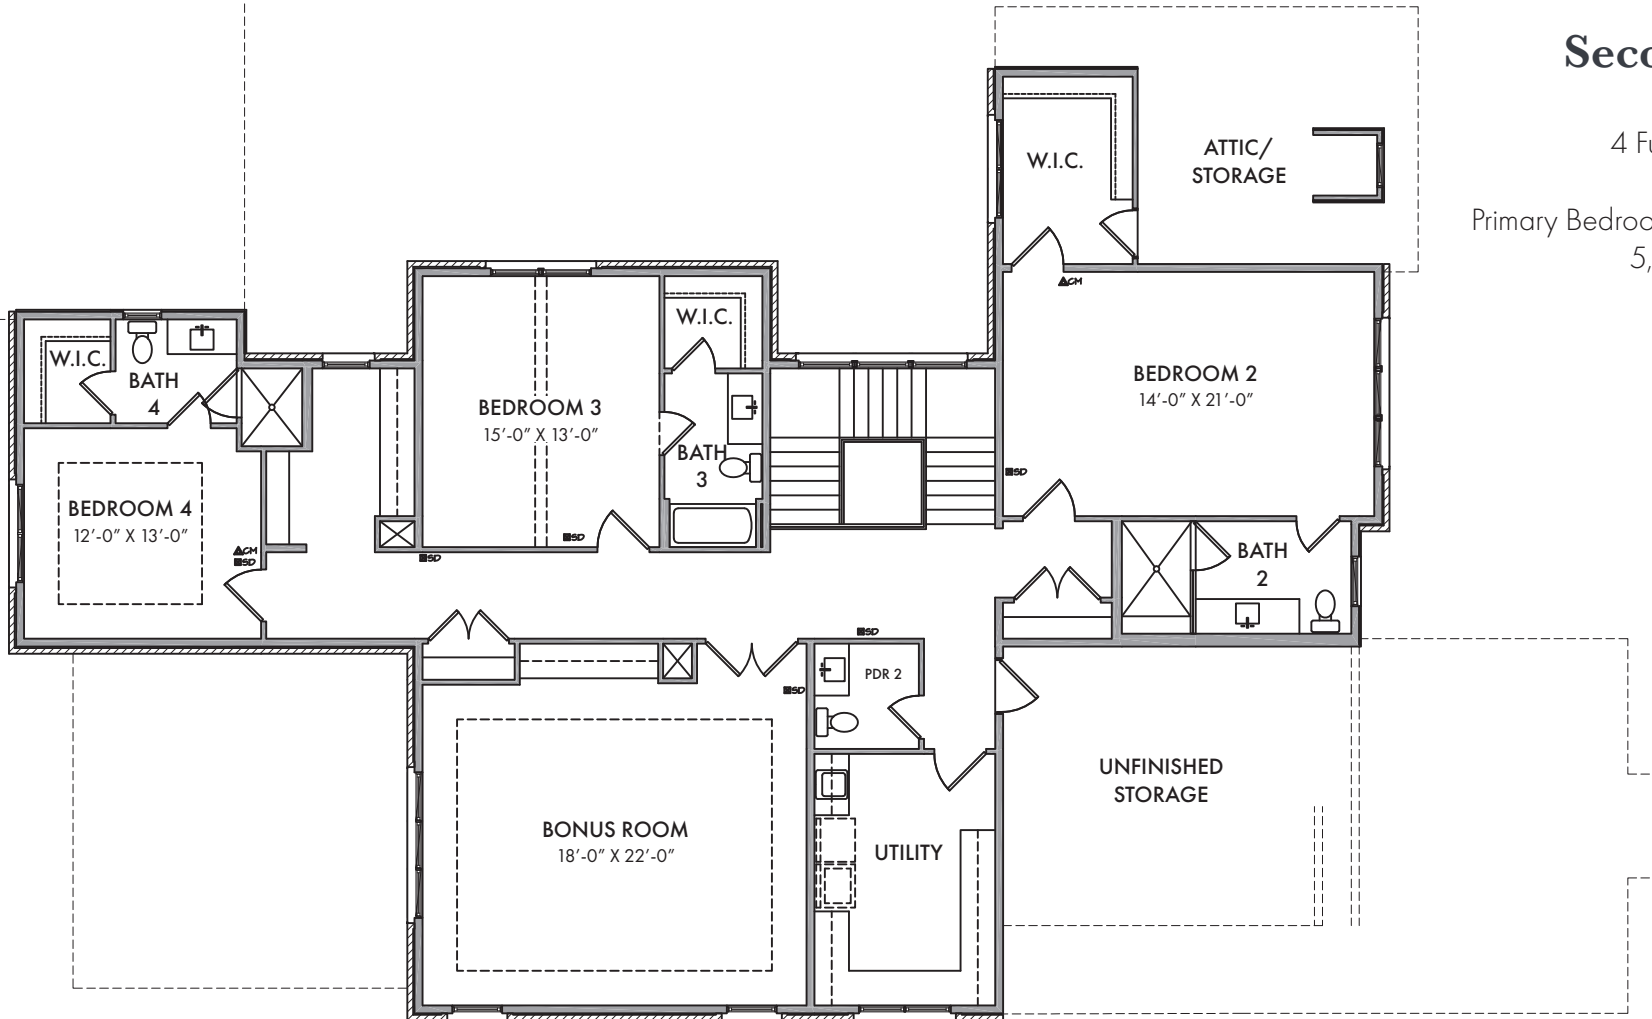 Seco
4 Fu
Primary Bedroo
5,
ATTIC/
STORAGE
W.I.C.
CM
W.I.C.
W.I.C.
BATH
4
BEDROOM 3
15'-0" X 13'-0"
BEDROOM 2
14'-0" X 21'-0"
BATH
3
SD
BEDROOM 4
12'-0" X 13'-0"
CM
SD
SD
SD
BATH
2
SD
SD
PDR 2
BONUS ROOM
18'-0" X 22'-0"
UTILITY
UNFINISHED
STORAGE